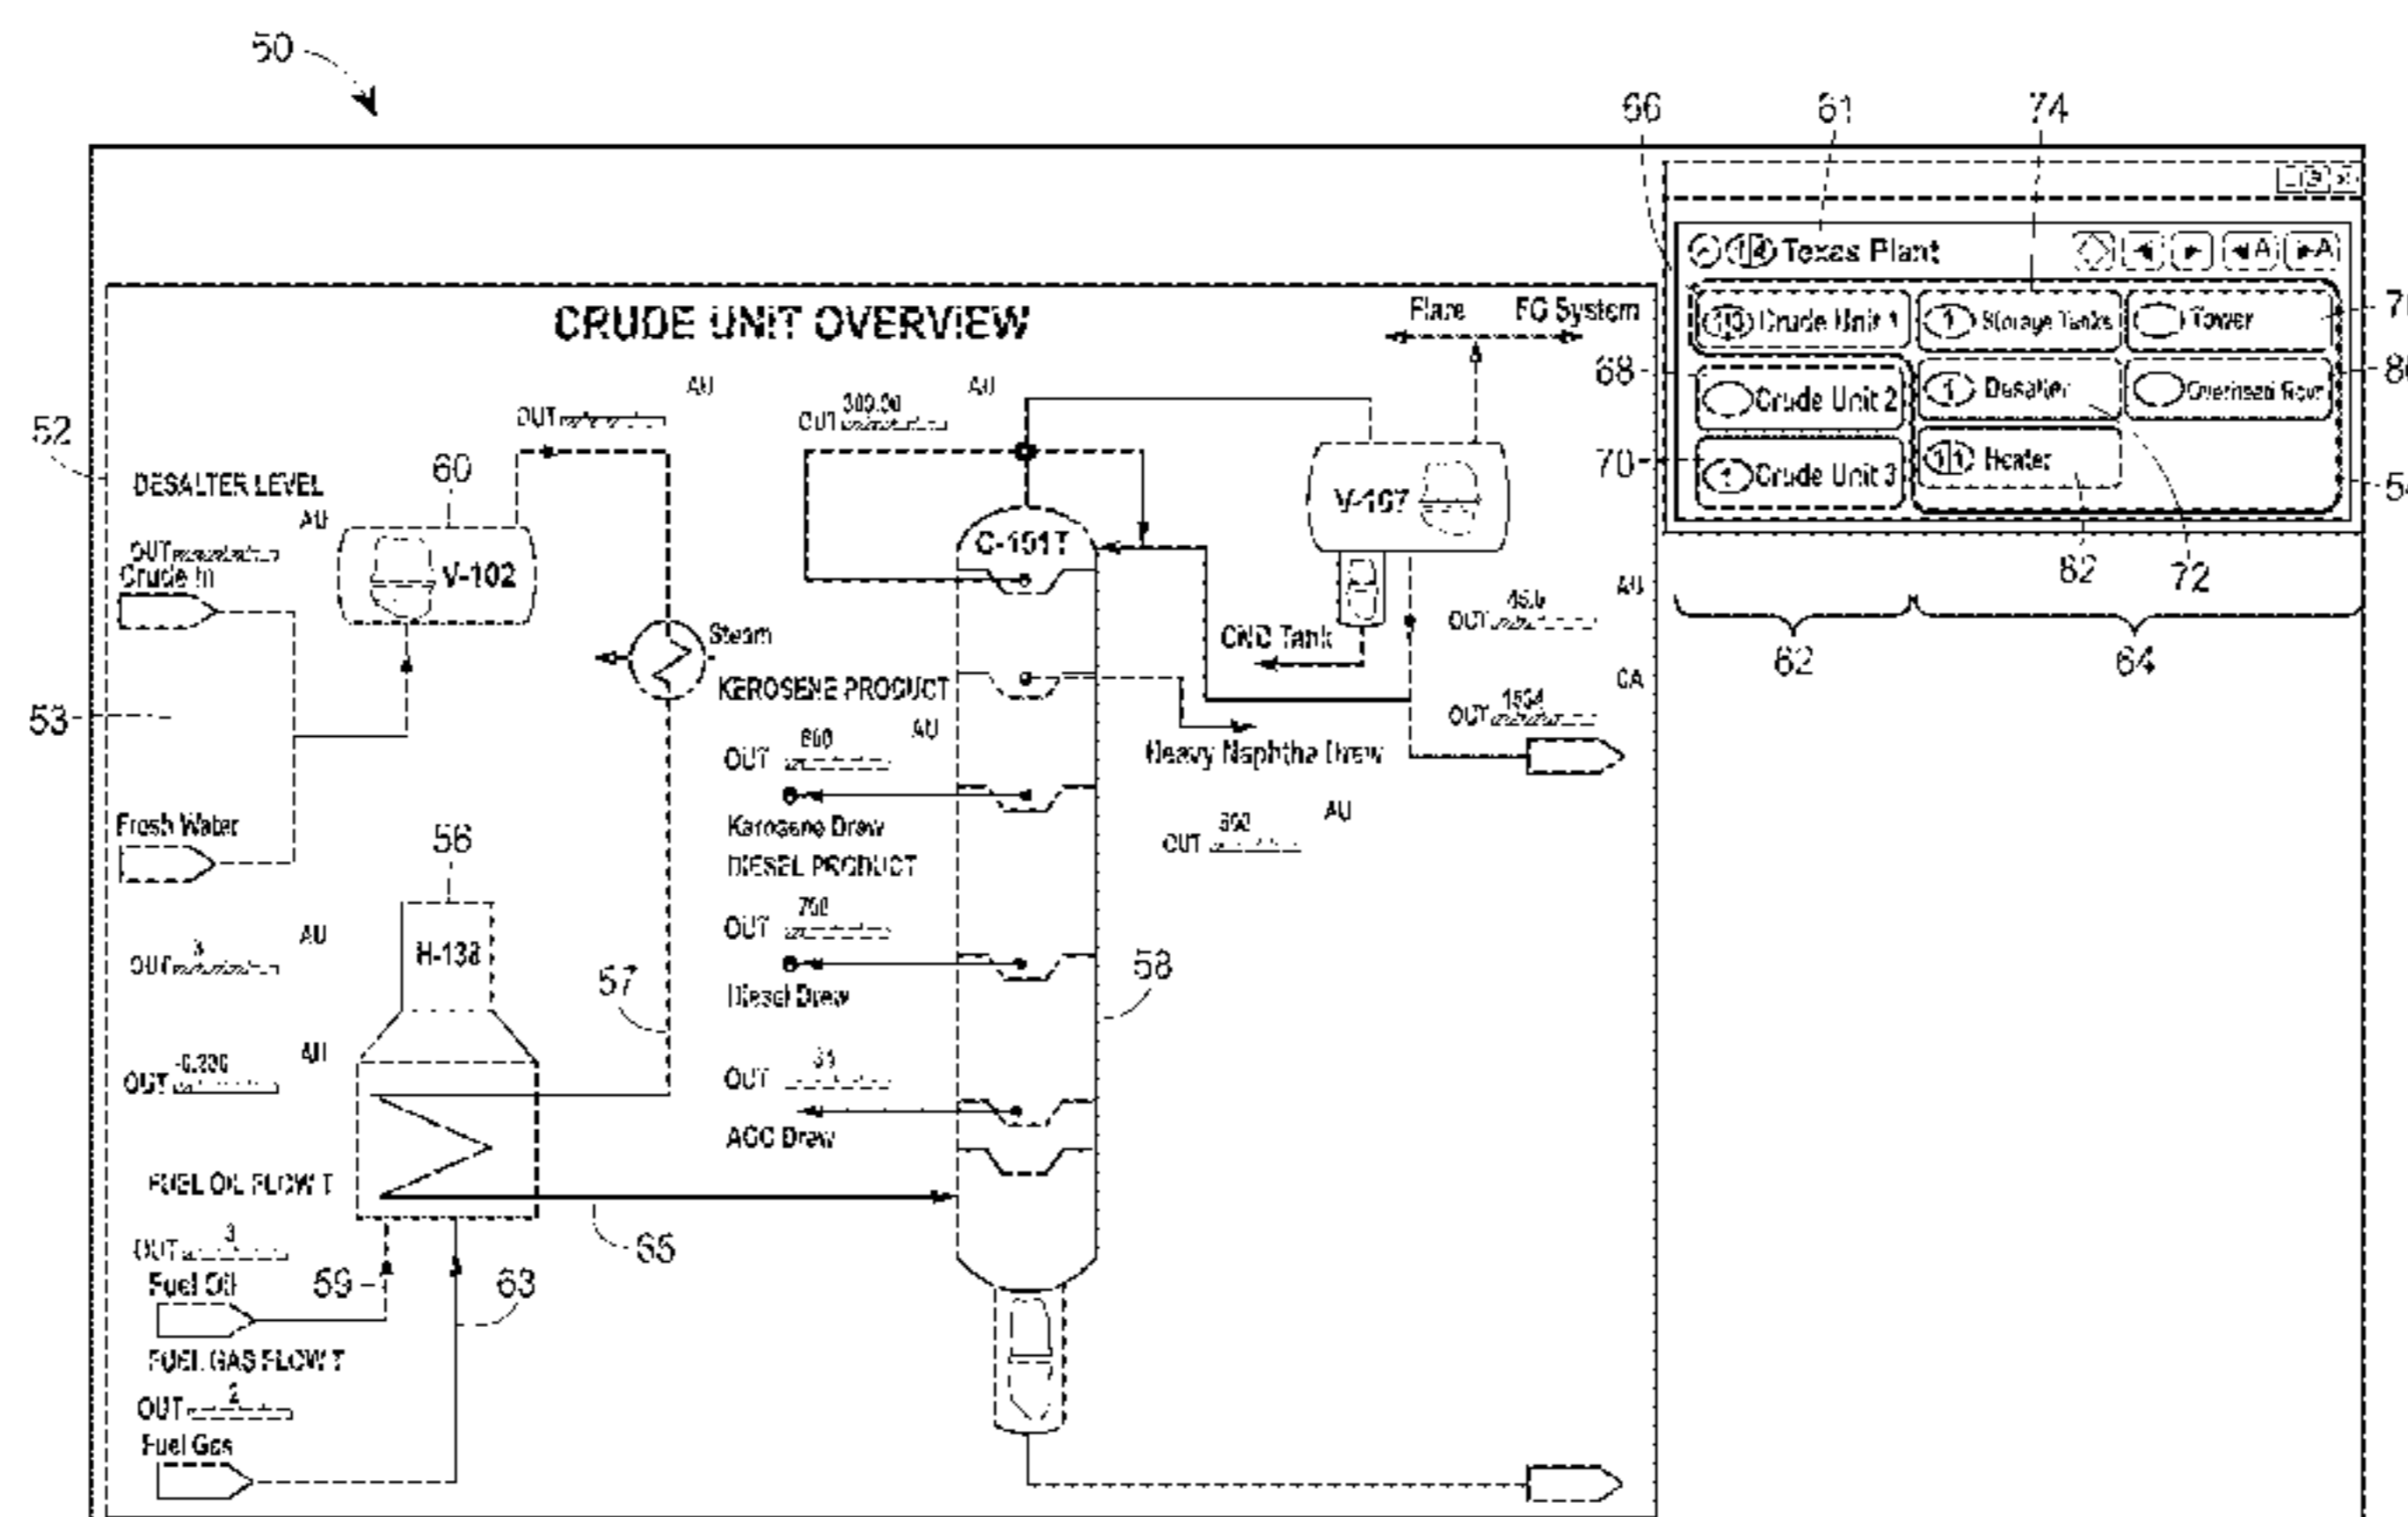 50
66 61 74
Texas Plant
A A
CRUDE UNIT OVERVIEW
Flare FG System
Crude Unit 1 Storage Tanks Tower
68
Crude Unit 2 Desalter
70
Crude Unit 3 Heater
82 72
62 64
52
AU
OUT
AU
300.00
OUT
DESALTER LEVEL
60
AU
OUT
Crude In
V-102
C-101T
V-107
AU
45.0
OUT
OND Tank
CA
OUT
Steam
KEROSENE PRODUCT
53
AU
OUT
Heavy Naphtha Draw
AU
OUT
Kerosene Draw
Fresh Water
56
DIESEL PRODUCT
700
OUT
AU
OUT
H-138
57
Diesel Draw
58
AU
OUT
OUT
AGO Draw
FUEL OIL FLOW T
65
3
OUT
Fuel Oil
59
63
FUEL GAS FLOW T
2
OUT
Fuel Gas